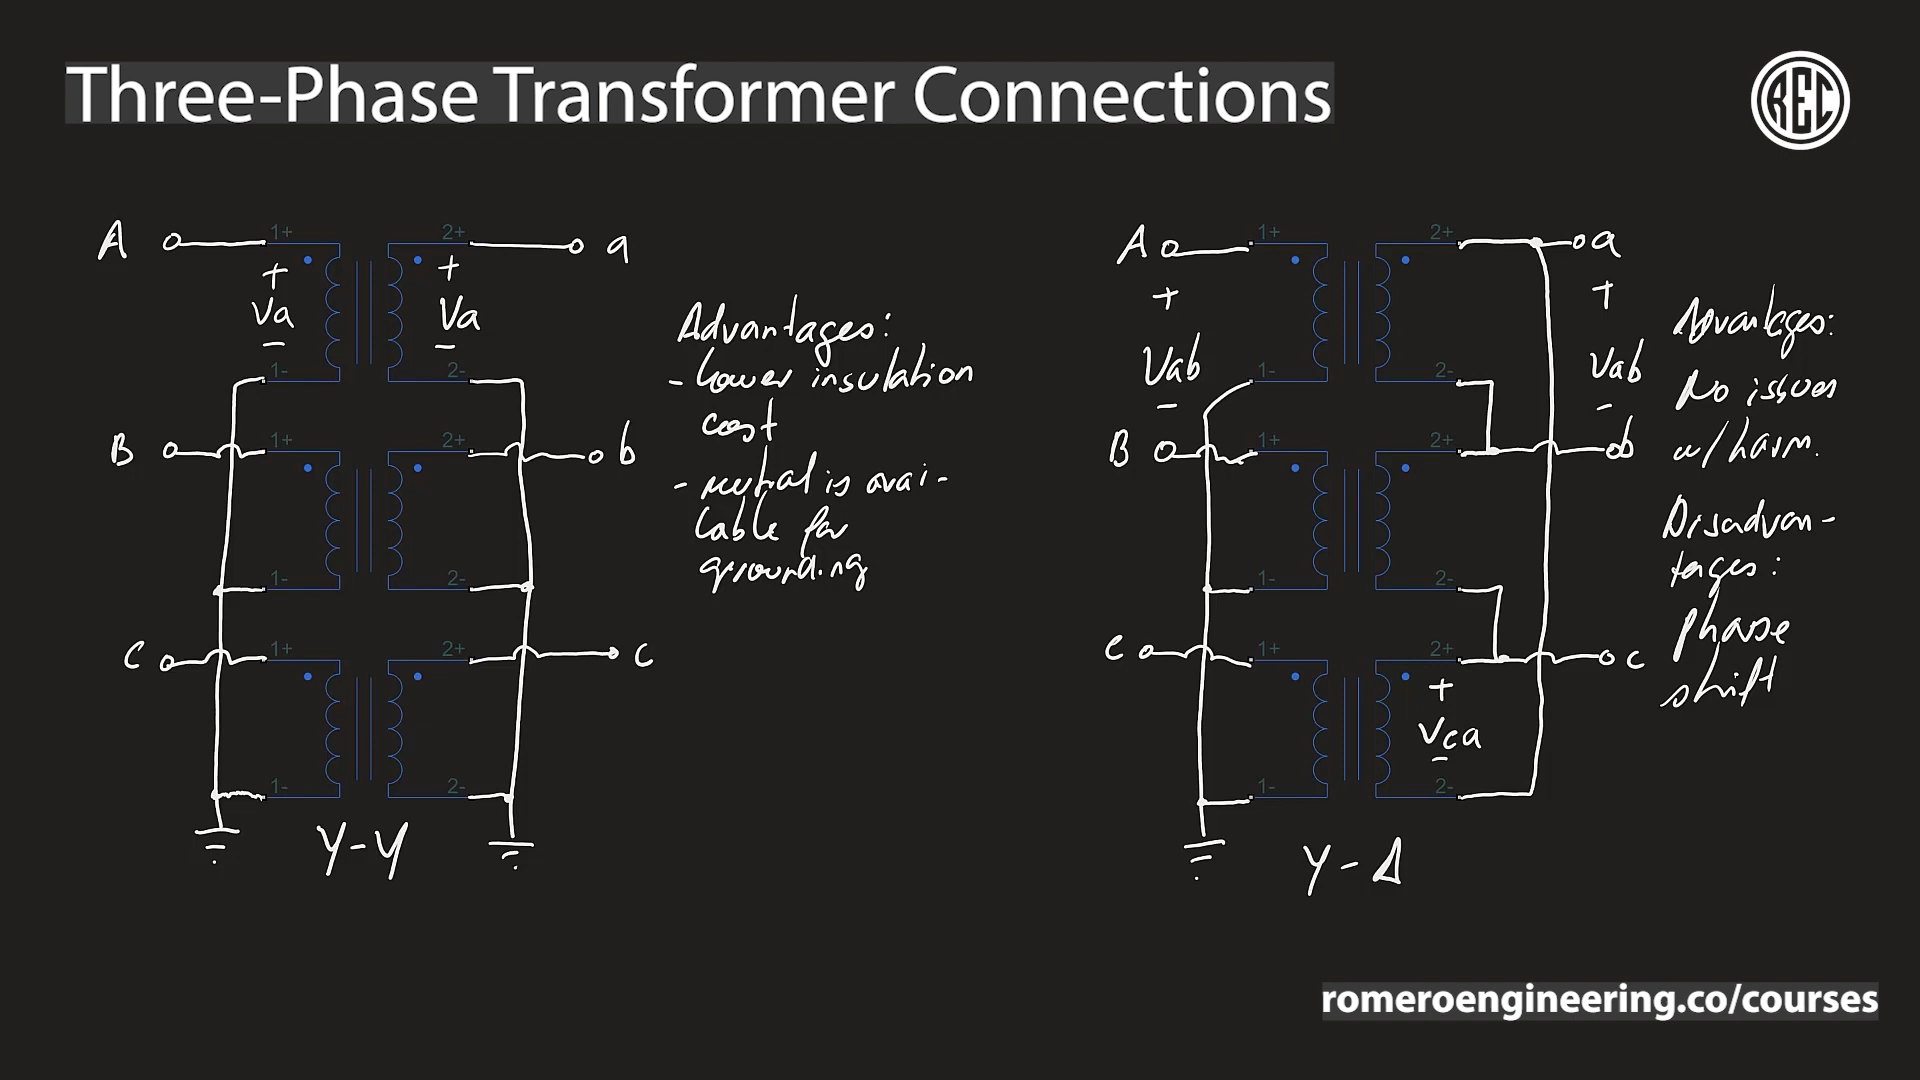 Three-Phase Transformer Connections
REC
A
1+
2+
a
+
Va
-
+
Va
-
1-
2-
B
1+
2+
b
1-
2-
C
1+
2+
c
1-
2-
Y-Y
Advantages:
- Lower insulation
cost
- neutral is avai-
lable for
grounding
A
1+
2+
a
+
Vab
-
+
Vab
-
1-
2-
B
1+
2+
b
1-
2-
C
1+
2+
c
+
Vca
-
1-
2-
Y-Δ
Advantages:
No issues
w/harm.
Disadvan-
tages:
phase
shift
romeroengineering.co/courses